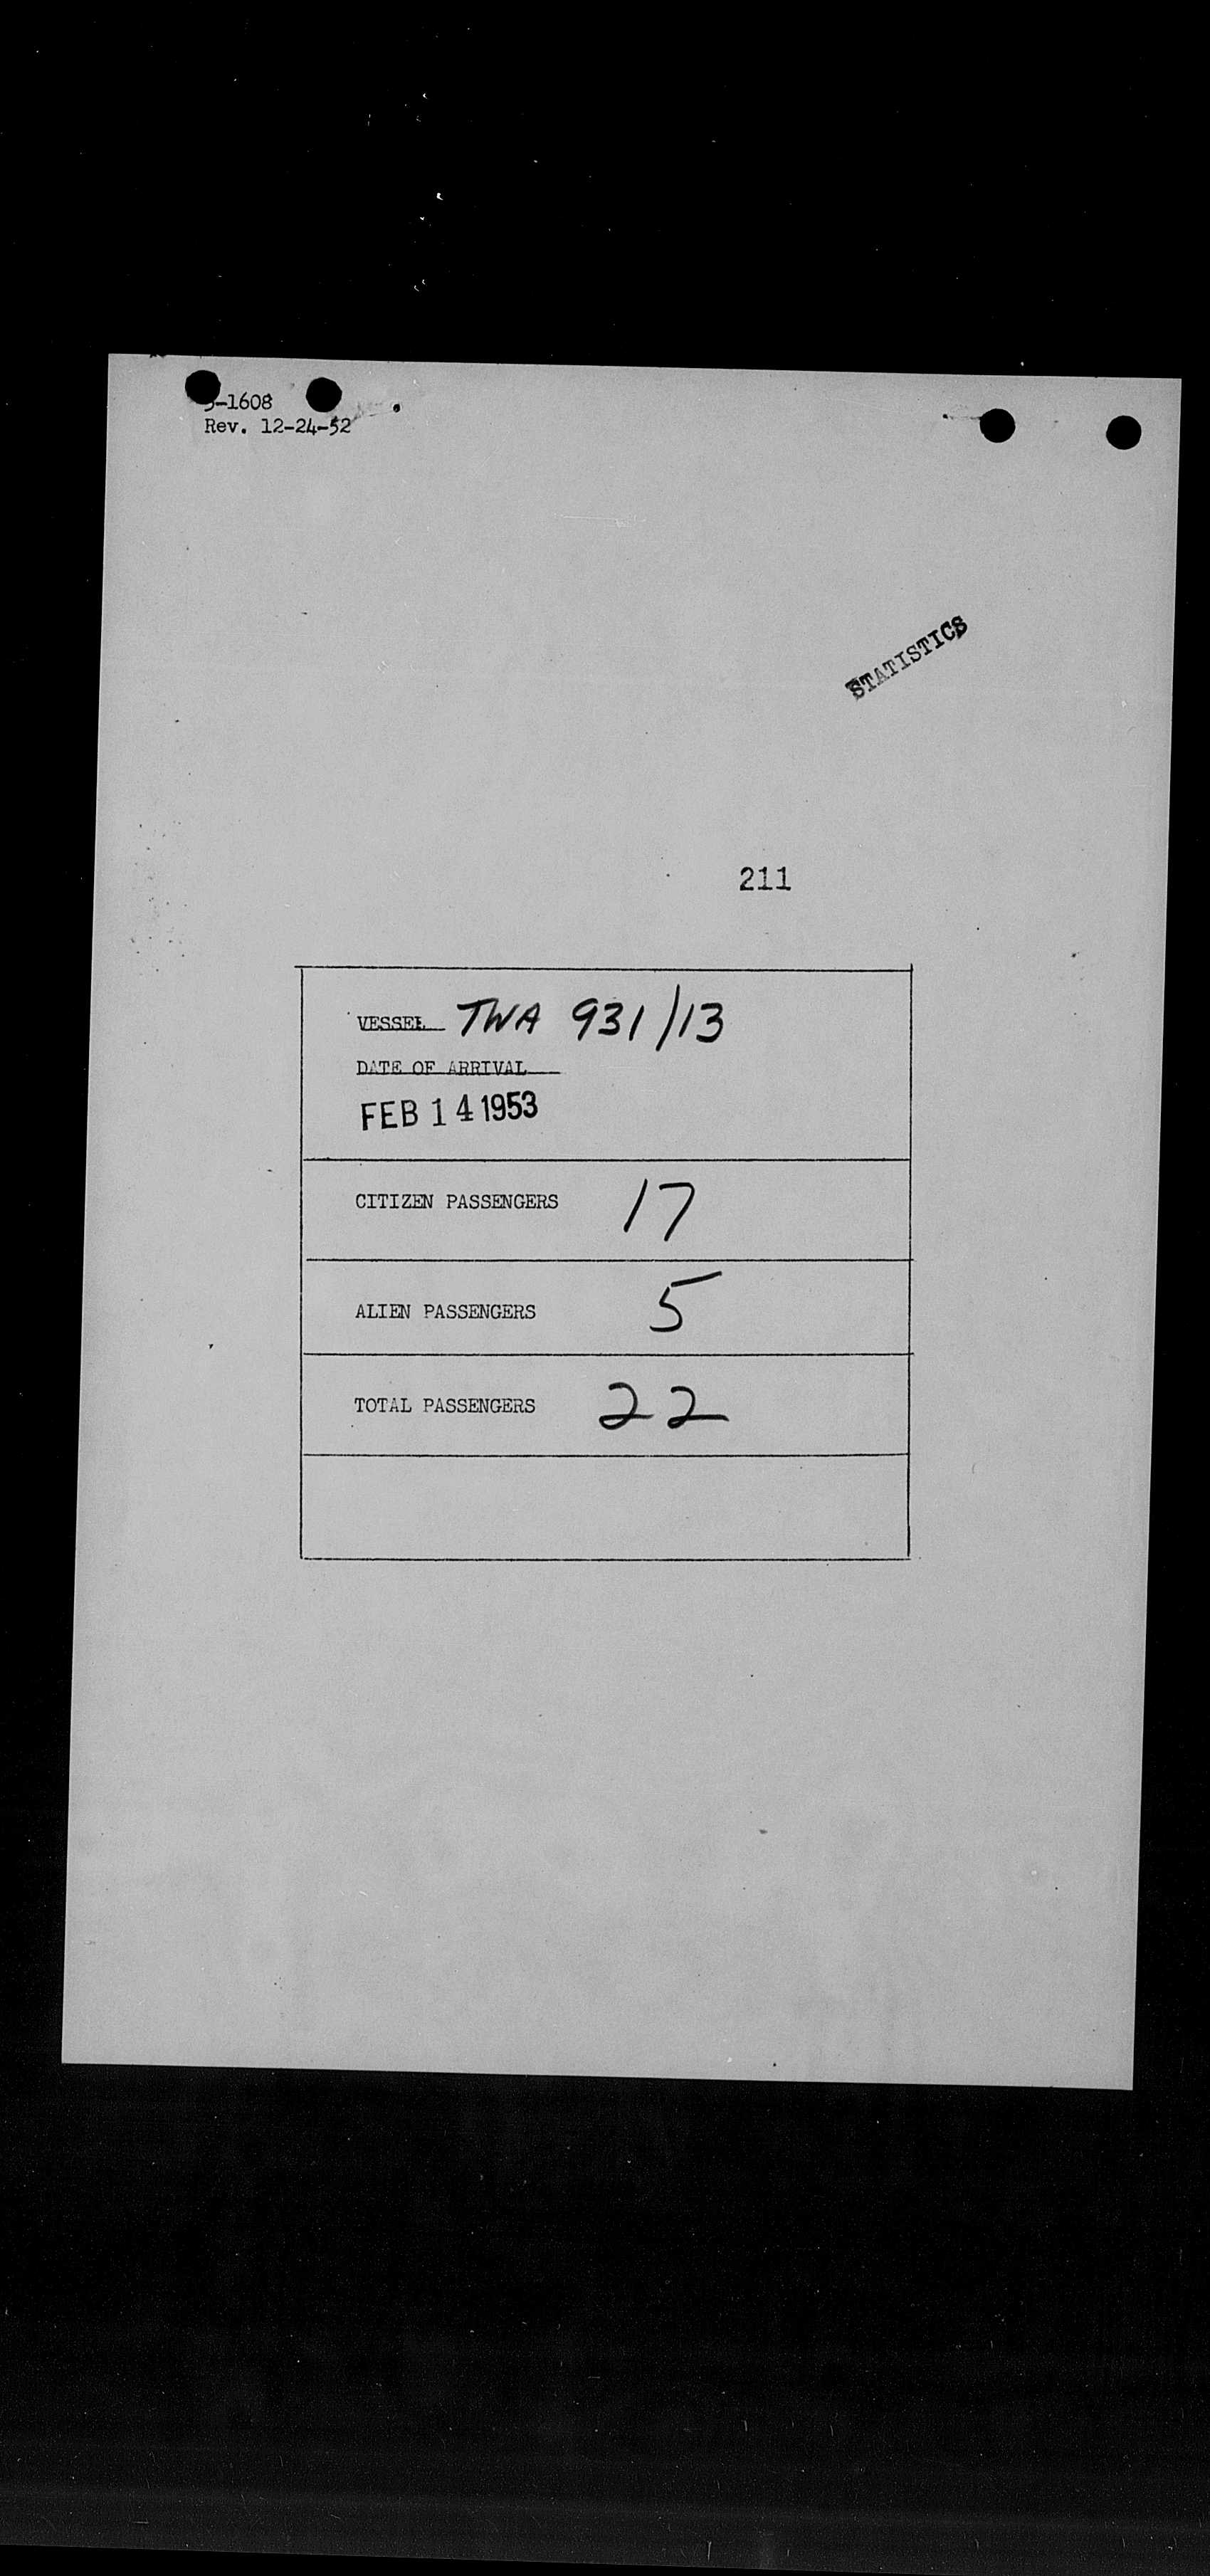 -1608
Rev. 12-24-52
STATISTICS
211
VESSEL TWA 931/13
DATE OF ARRIVAL
FEB 14 1953
CITIZEN PASSENGERS 17
ALIEN PASSENGERS 5
TOTAL PASSENGERS 22